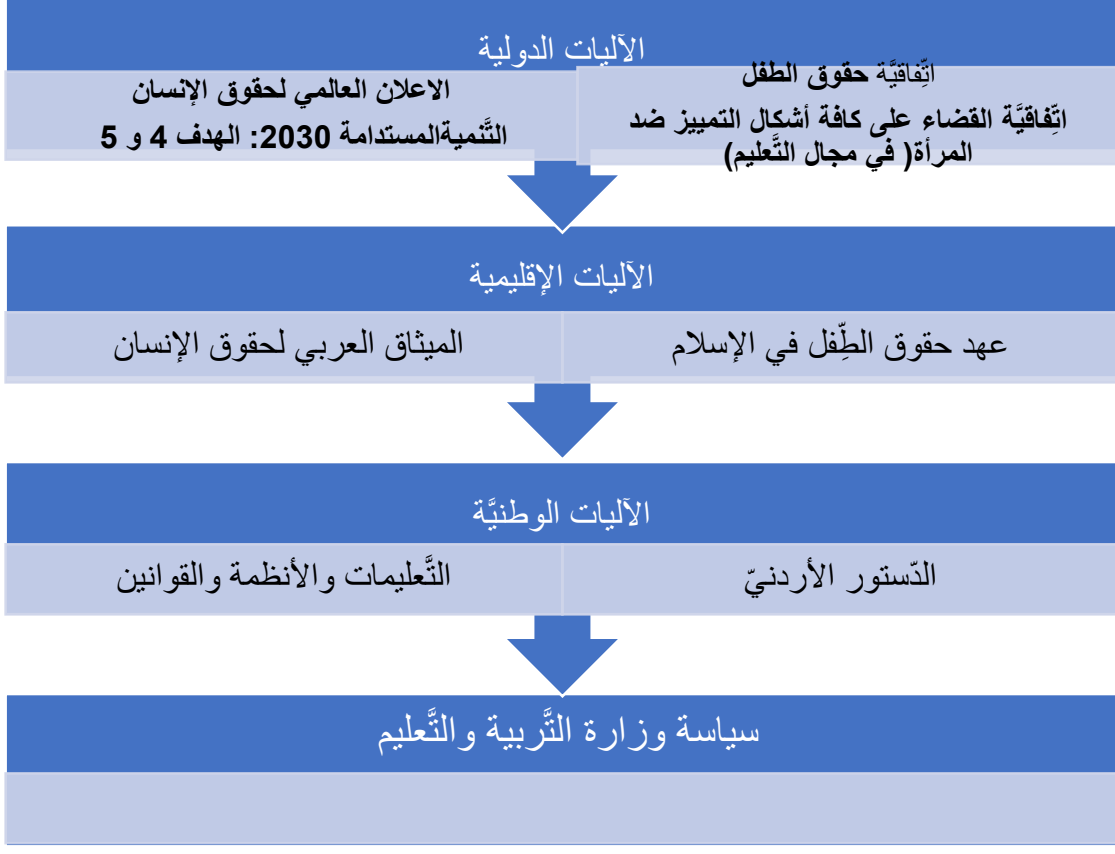 الآليات الدولية
اتِّفاقيَّة حقوق الطفل
اتِّفاقيَّة القضاء على كافة أشكال التمييز ضد
المرأة( في مجال التَّعليم)
الاعلان العالمي لحقوق الإنسان
التَّنميةالمستدامة 2030: الهدف 4 و 5
الآليات الإقليمية
عهد حقوق الطِّفل في الإسلام
الميثاق العربي لحقوق الإنسان
الآليات الوطنيَّة
الدّستور الأردنيّ
التَّعليمات والأنظمة والقوانين
سياسة وزارة التَّربية والتَّعليم